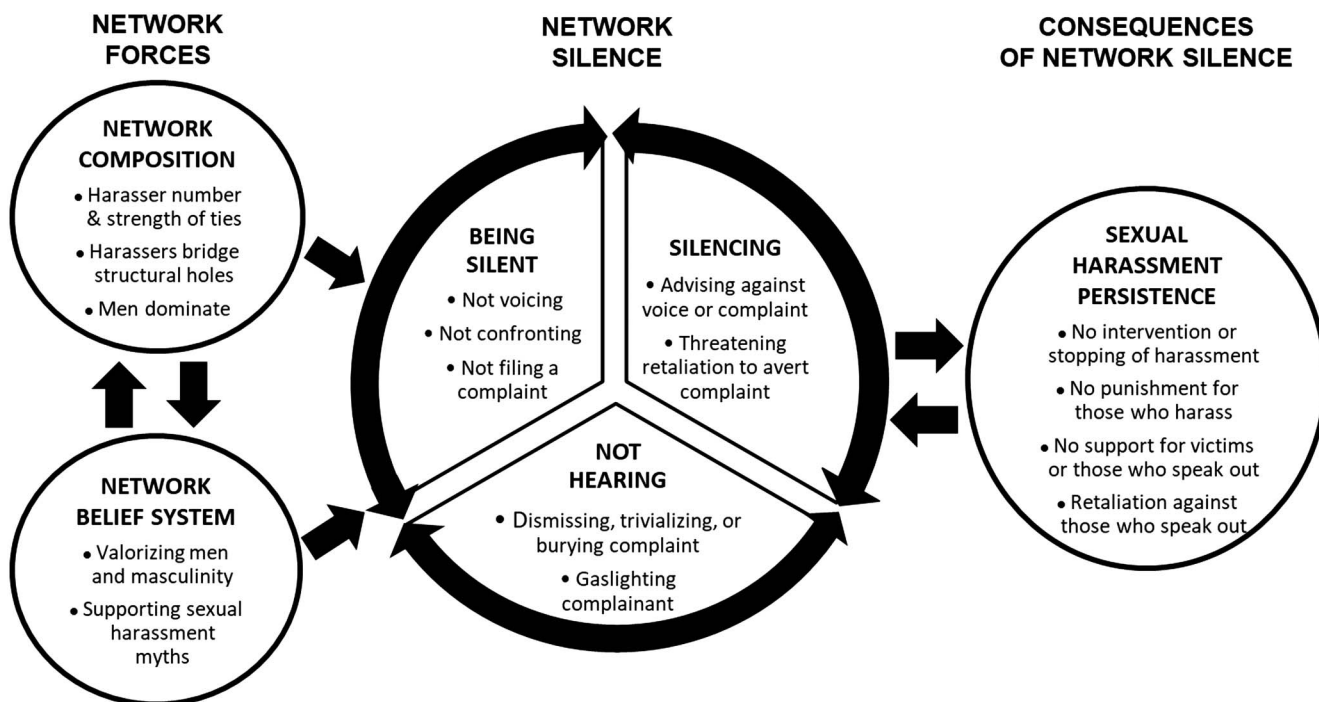 NETWORK
FORCES
NETWORK
COMPOSITION
• Harasser number
& strength of ties
• Harassers bridge
structural holes
• Men dominate
NETWORK
BELIEF SYSTEM
• Valorizing men
and masculinity
• Supporting sexual
harassment
myths
NETWORK
SILENCE
BEING
SILENT
• Not voicing
• Not confronting
• Not filing a
complaint
SILENCING
• Advising against
voice or complaint
• Threatening
retaliation to avert
complaint
NOT
HEARING
• Dismissing, trivializing, or
burying complaint
• Gaslighting
complainant
CONSEQUENCES
OF NETWORK SILENCE
SEXUAL
HARASSMENT
PERSISTENCE
• No intervention or
stopping of harassment
• No punishment for
those who harass
• No support for victims
or those who speak out
• Retaliation against
those who speak out